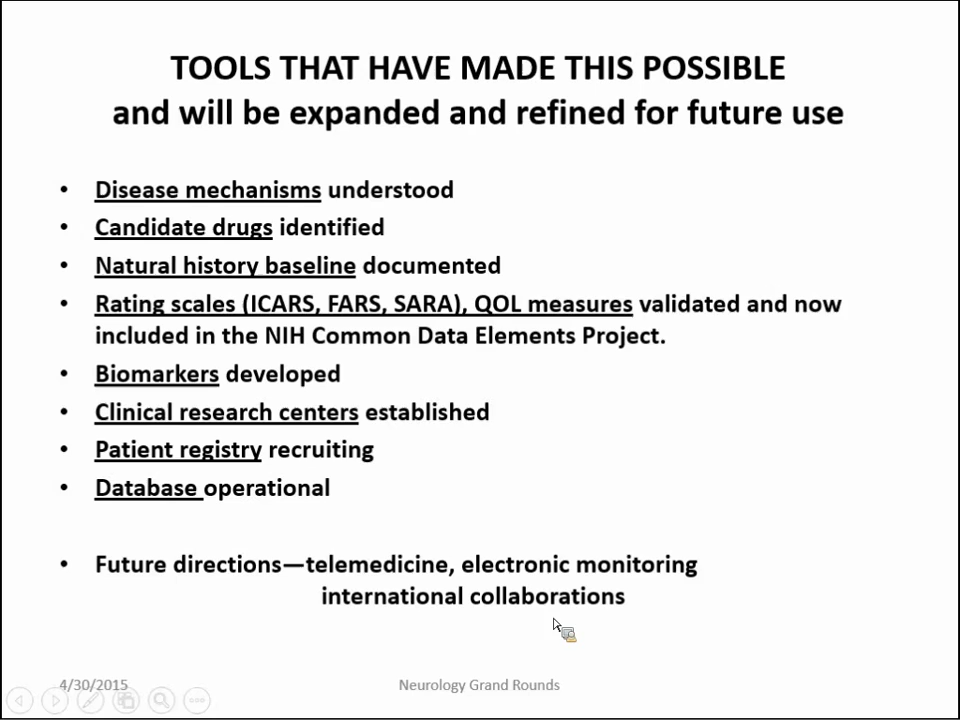 TOOLS THAT HAVE MADE THIS POSSIBLE
and will be expanded and refined for future use
• Disease mechanisms understood
• Candidate drugs identified
• Natural history baseline documented
• Rating scales (ICARS, FARS, SARA), QOL measures validated and now
included in the NIH Common Data Elements Project.
• Biomarkers developed
• Clinical research centers established
• Patient registry recruiting
• Database operational
• Future directions—telemedicine, electronic monitoring
international collaborations
4/30/2015 Neurology Grand Rounds